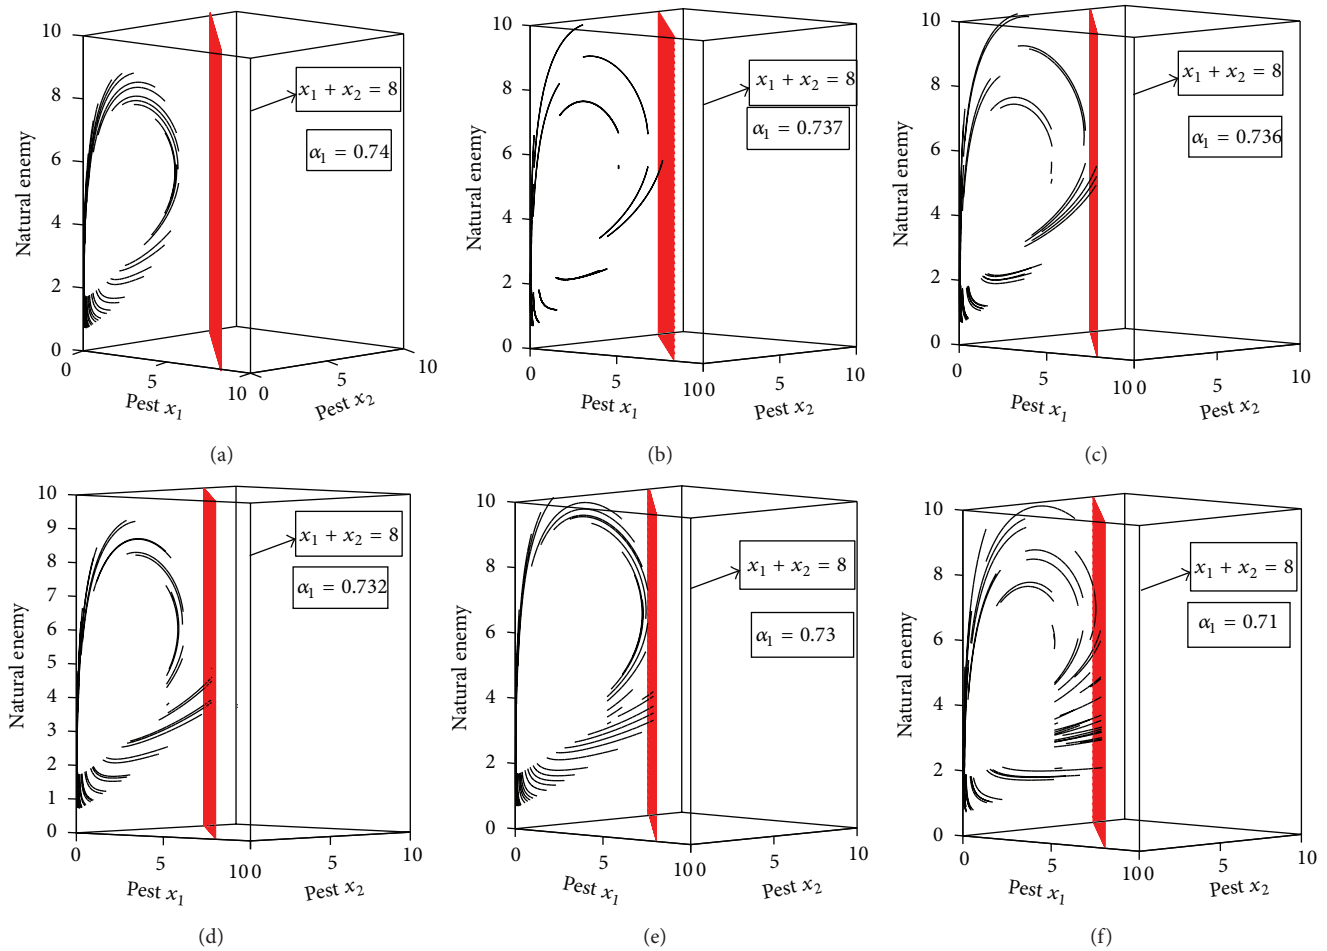 10
8
6
4
2
0
Natural enemy
0
5
10
Pest x₁
0
5
10
Pest x₂
x₁ + x₂ = 8
α₁ = 0.74
(a)
10
8
6
4
2
0
Natural enemy
0
5
10
Pest x₁
0
5
10
Pest x₂
x₁ + x₂ = 8
α₁ = 0.737
(b)
10
8
6
4
2
0
Natural enemy
0
5
10
Pest x₁
0
5
10
Pest x₂
x₁ + x₂ = 8
α₁ = 0.736
(c)
10
9
8
7
6
5
4
3
2
1
0
Natural enemy
0
5
10
Pest x₁
0
5
10
Pest x₂
x₁ + x₂ = 8
α₁ = 0.732
(d)
10
8
6
4
2
0
Natural enemy
0
5
10
Pest x₁
0
5
10
Pest x₂
x₁ + x₂ = 8
α₁ = 0.73
(e)
10
8
6
4
2
0
Natural enemy
0
5
10
Pest x₁
0
5
10
Pest x₂
x₁ + x₂ = 8
α₁ = 0.71
(f)